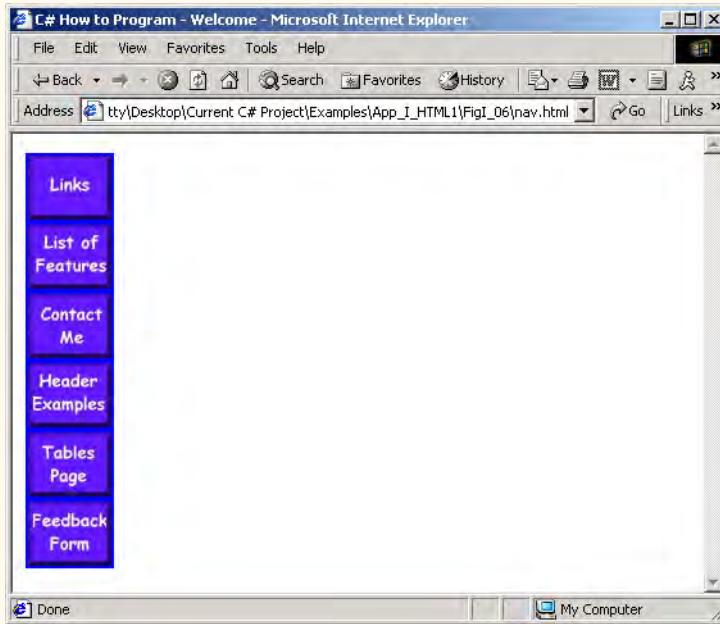 C# How to Program - Welcome - Microsoft Internet Explorer
File Edit View Favorites Tools Help
Back Search Favorites History
Address tty\Desktop\Current C# Project\Examples\App_I_HTML1\FigI_06\nav.html Go Links »
Links
List of
Features
Contact
Me
Header
Examples
Tables
Page
Feedback
Form
Done My Computer